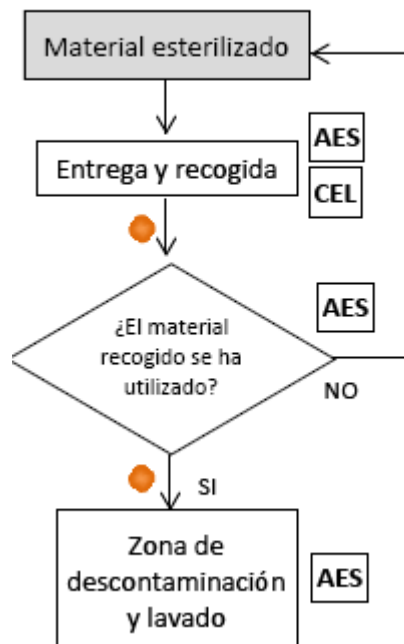 Material esterilizado
AES
Entrega y recogida
CEL
¿El material
recogido se ha
utilizado?
AES
NO
SI
Zona de
descontaminación
y lavado
AES